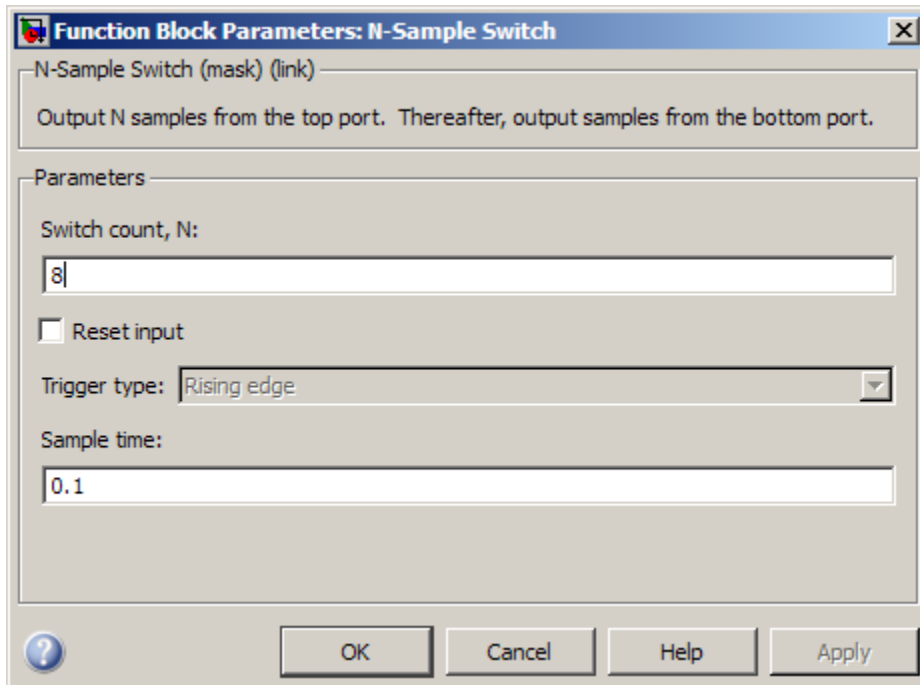 Function Block Parameters: N-Sample Switch
N-Sample Switch (mask) (link)
Output N samples from the top port.  Thereafter, output samples from the bottom port.
Parameters
Switch count, N:
8
Reset input
Trigger type: Rising edge
Sample time:
0.1
? OK Cancel Help Apply